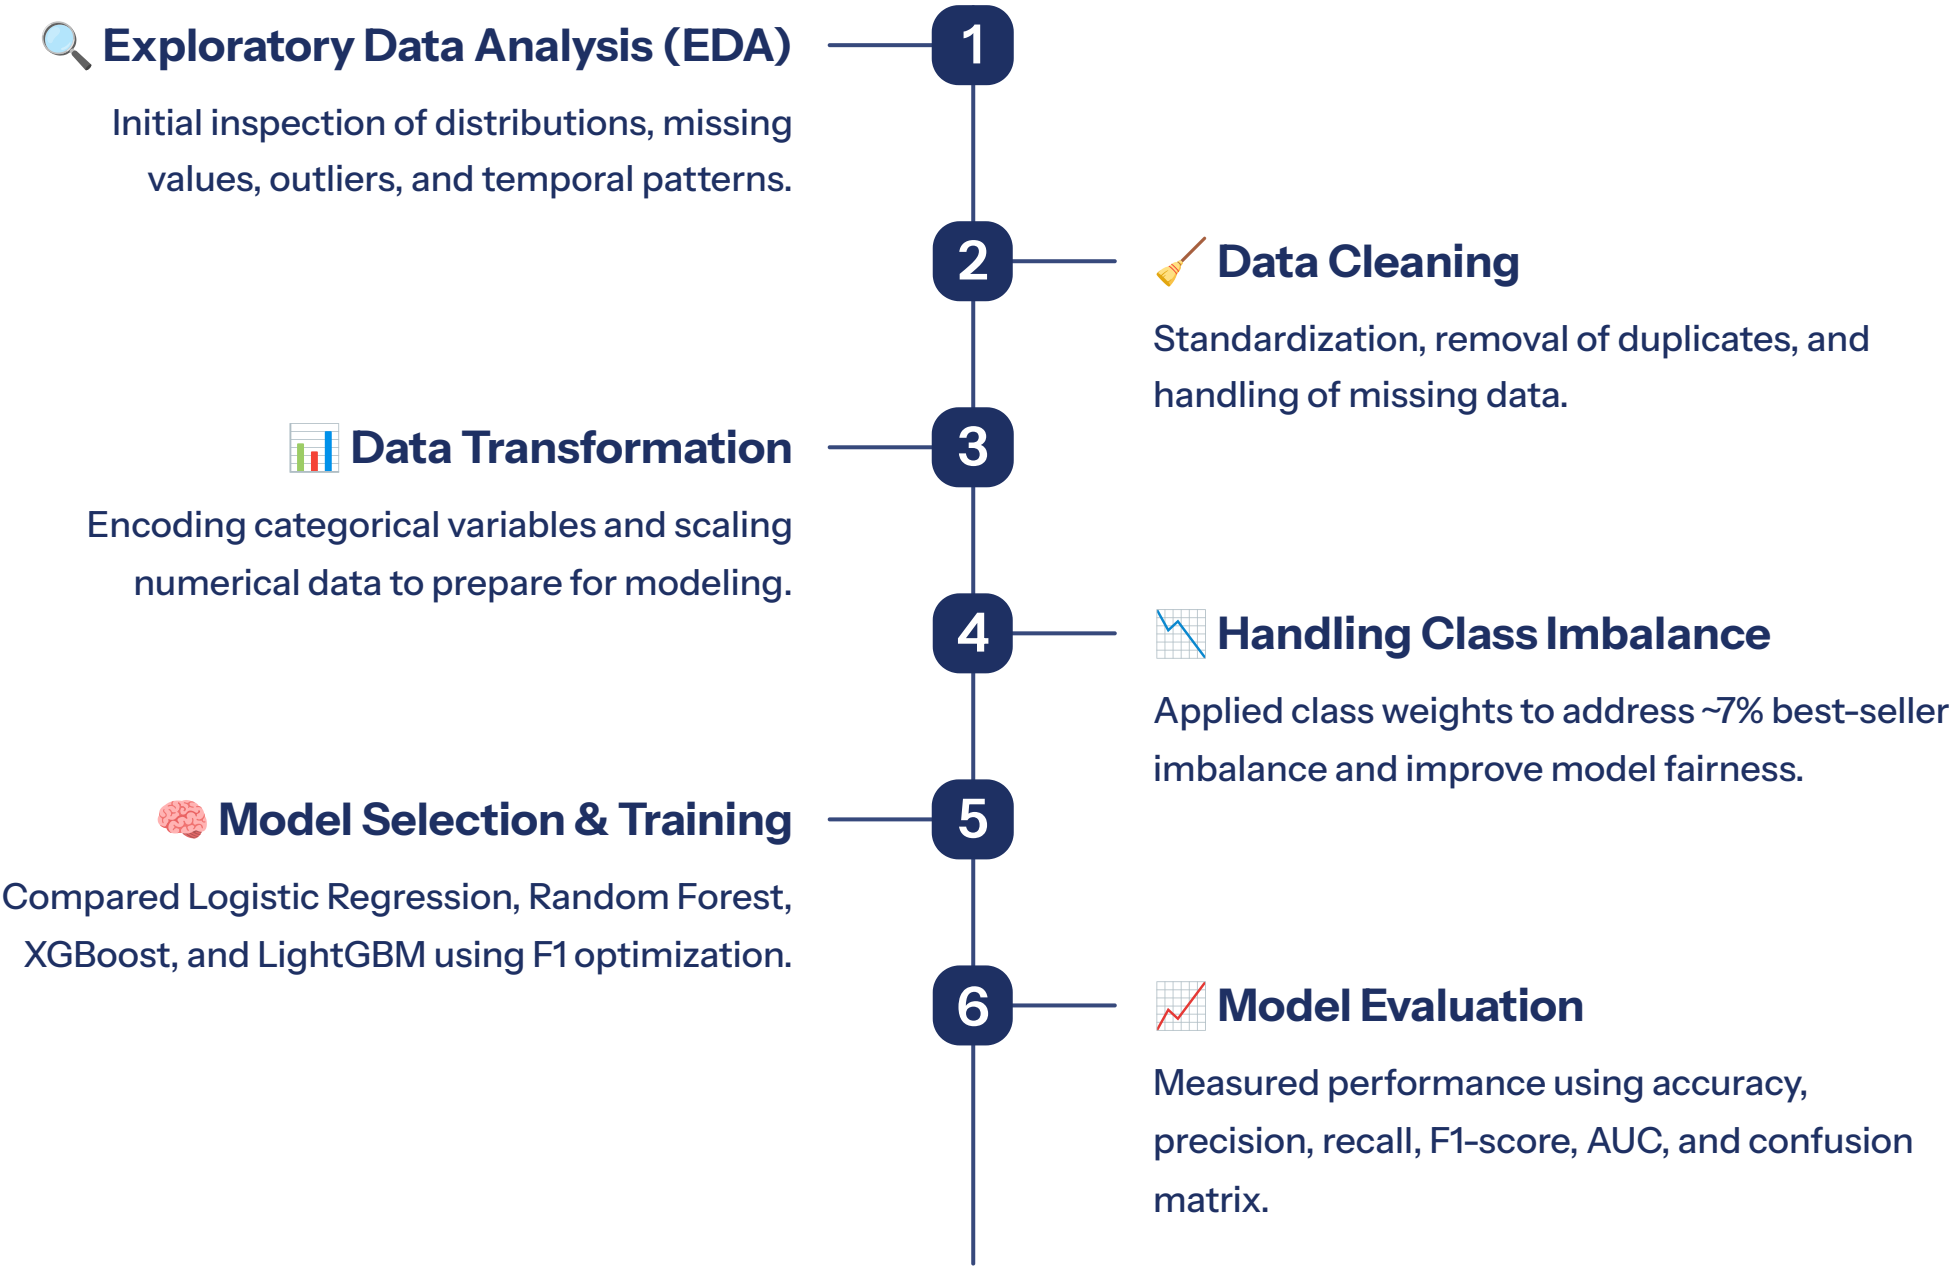 🔍 Exploratory Data Analysis (EDA)
1
Initial inspection of distributions, missing
values, outliers, and temporal patterns.
2
🧹 Data Cleaning
Standardization, removal of duplicates, and
handling of missing data.
📊 Data Transformation
3
Encoding categorical variables and scaling
numerical data to prepare for modeling.
4
📉 Handling Class Imbalance
Applied class weights to address ~7% best-seller
imbalance and improve model fairness.
🧠 Model Selection & Training
5
Compared Logistic Regression, Random Forest,
XGBoost, and LightGBM using F1 optimization.
6
📈 Model Evaluation
Measured performance using accuracy,
precision, recall, F1-score, AUC, and confusion
matrix.